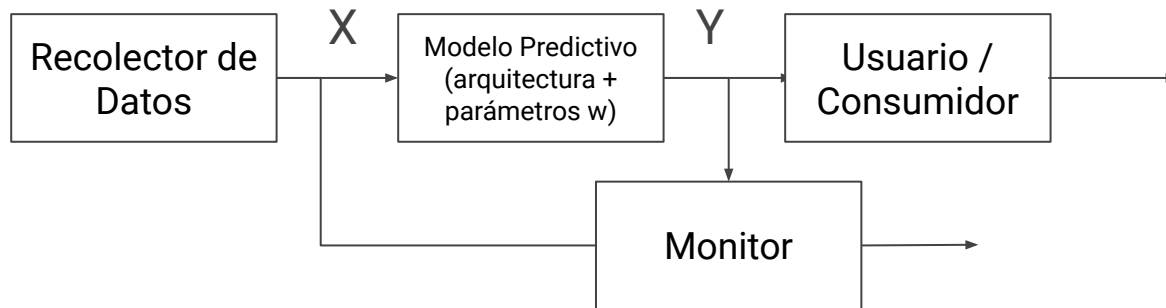 X
Y
Recolector de
Datos
Modelo Predictivo
(arquitectura +
parámetros w)
Usuario /
Consumidor
Monitor